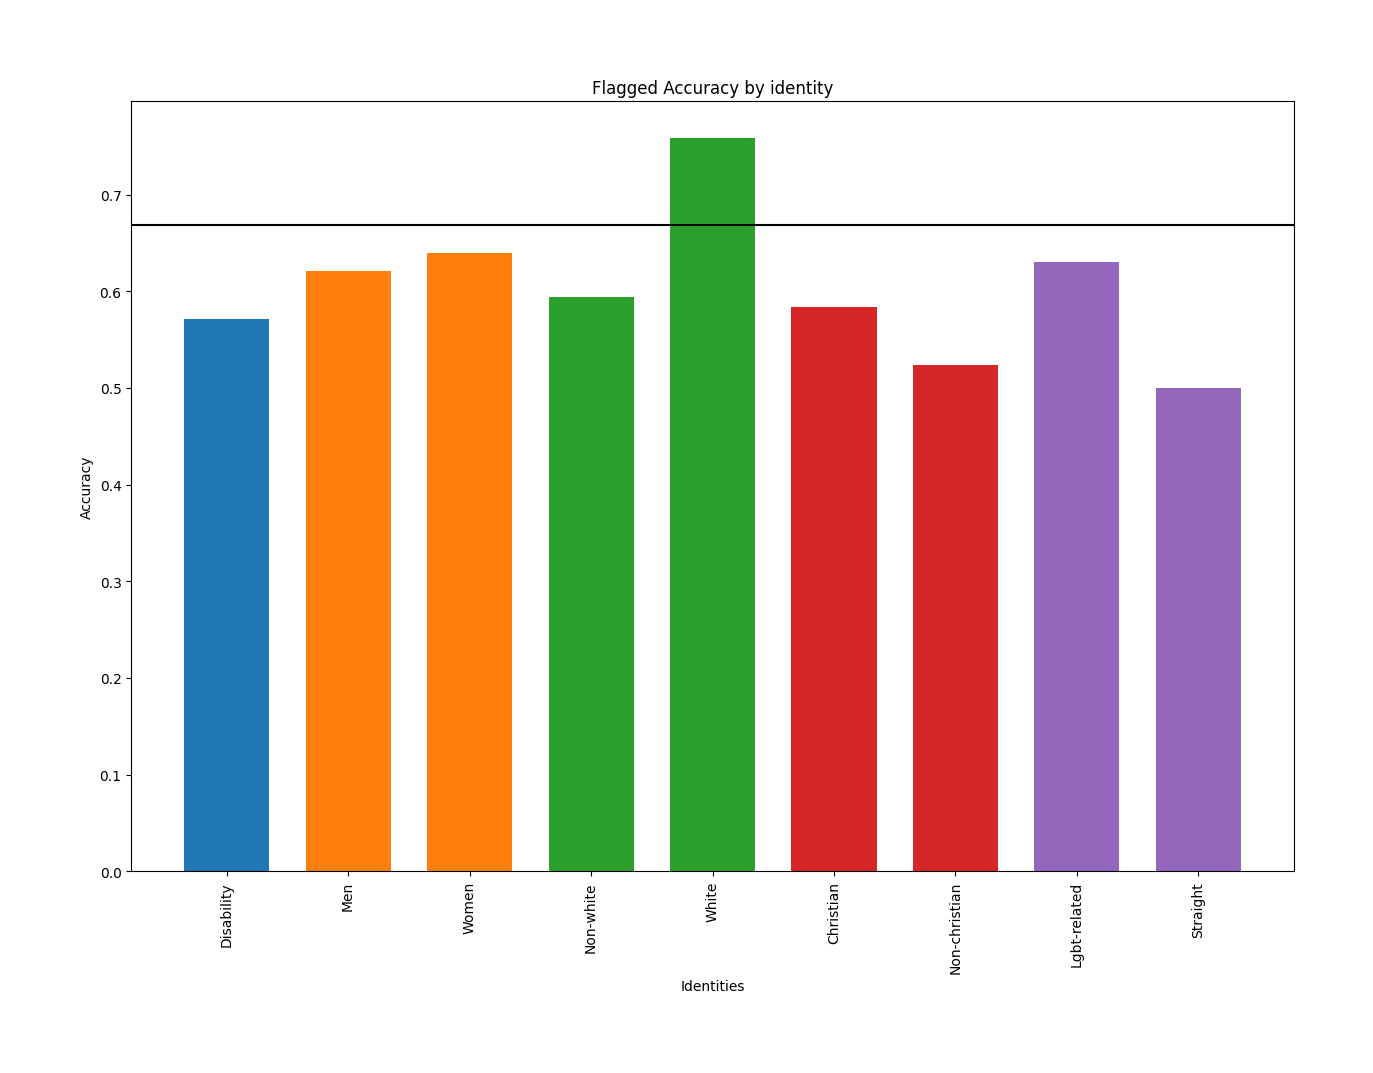 Flagged Accuracy by identity
0.7
0.6
0.5
0.4
0.3
0.2
0.1
0.0
Accuracy
Disability
Men
Women
Non-white
White
Christian
Non-christian
Lgbt-related
Straight
Identities